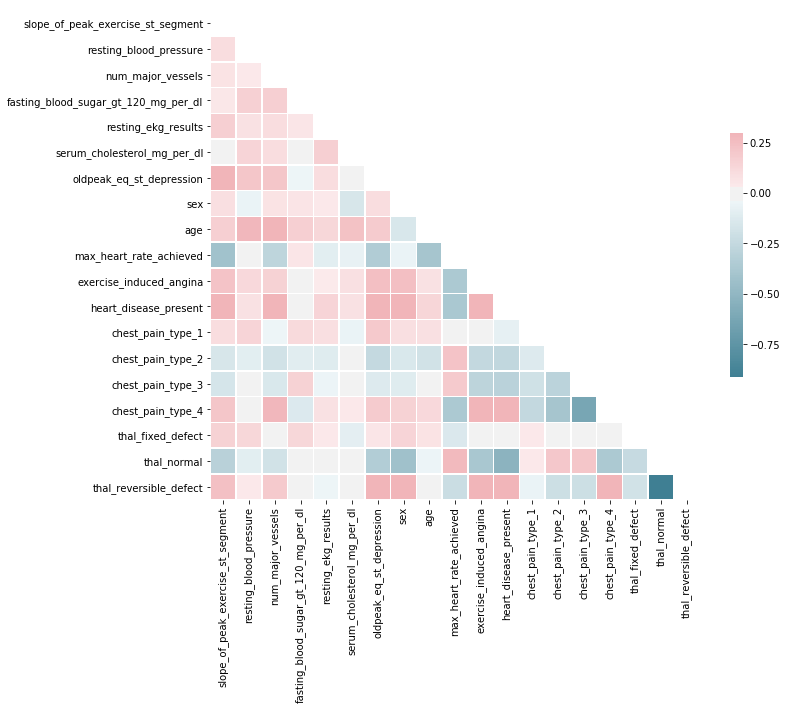 slope_of_peak_exercise_st_segment
resting_blood_pressure
num_major_vessels
fasting_blood_sugar_gt_120_mg_per_dl
resting_ekg_results
serum_cholesterol_mg_per_dl
oldpeak_eq_st_depression
sex
age
max_heart_rate_achieved
exercise_induced_angina
heart_disease_present
chest_pain_type_1
chest_pain_type_2
chest_pain_type_3
chest_pain_type_4
thal_fixed_defect
thal_normal
thal_reversible_defect
slope_of_peak_exercise_st_segment
resting_blood_pressure
num_major_vessels
fasting_blood_sugar_gt_120_mg_per_dl
resting_ekg_results
serum_cholesterol_mg_per_dl
oldpeak_eq_st_depression
sex
age
max_heart_rate_achieved
exercise_induced_angina
heart_disease_present
chest_pain_type_1
chest_pain_type_2
chest_pain_type_3
chest_pain_type_4
thal_fixed_defect
thal_normal
thal_reversible_defect
0.25
0.00
−0.25
−0.50
−0.75